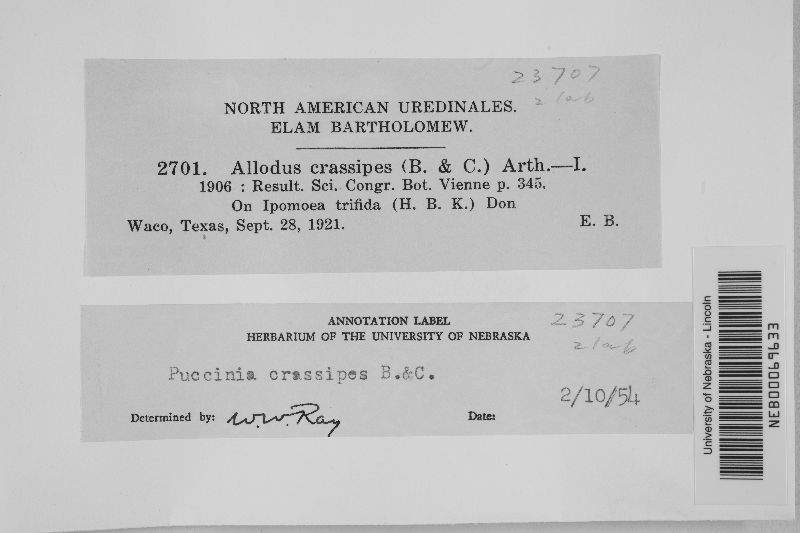 23707
2 lab
NORTH AMERICAN UREDINALES.
ELAM BARTHOLOMEW.
2701. Allodus crassipes (B. & C.) Arth.—I.
1906 : Result. Sci. Congr. Bot. Vienne p. 345.
On Ipomoea trifida (H. B. K.) Don
Waco, Texas, Sept. 28, 1921. E. B.
ANNOTATION LABEL
HERBARIUM OF THE UNIVERSITY OF NEBRASKA
23707
2 lab
Puccinia crassipes B.&C.
2/10/54
Determined by: W.W. Ray Date:
University of Nebraska - Lincoln
NEB00069633